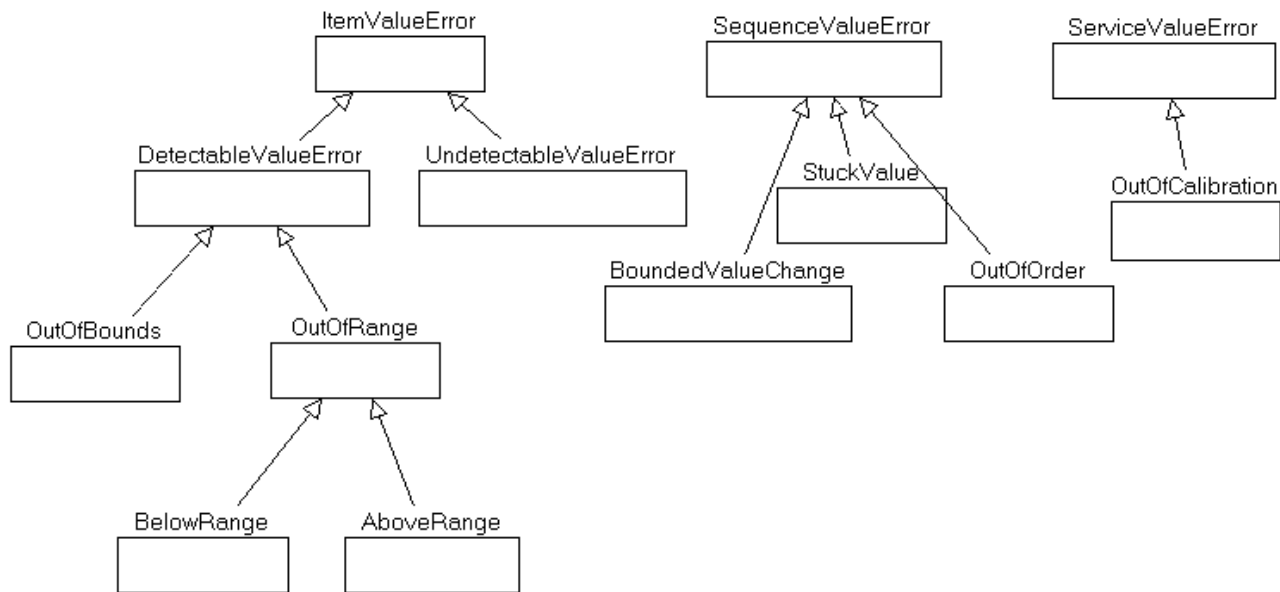 ItemValueError
SequenceValueError
ServiceValueError
DetectableValueError
UndetectableValueError
StuckValue
OutOfCalibration
BoundedValueChange
OutOfOrder
OutOfBounds
OutOfRange
BelowRange
AboveRange